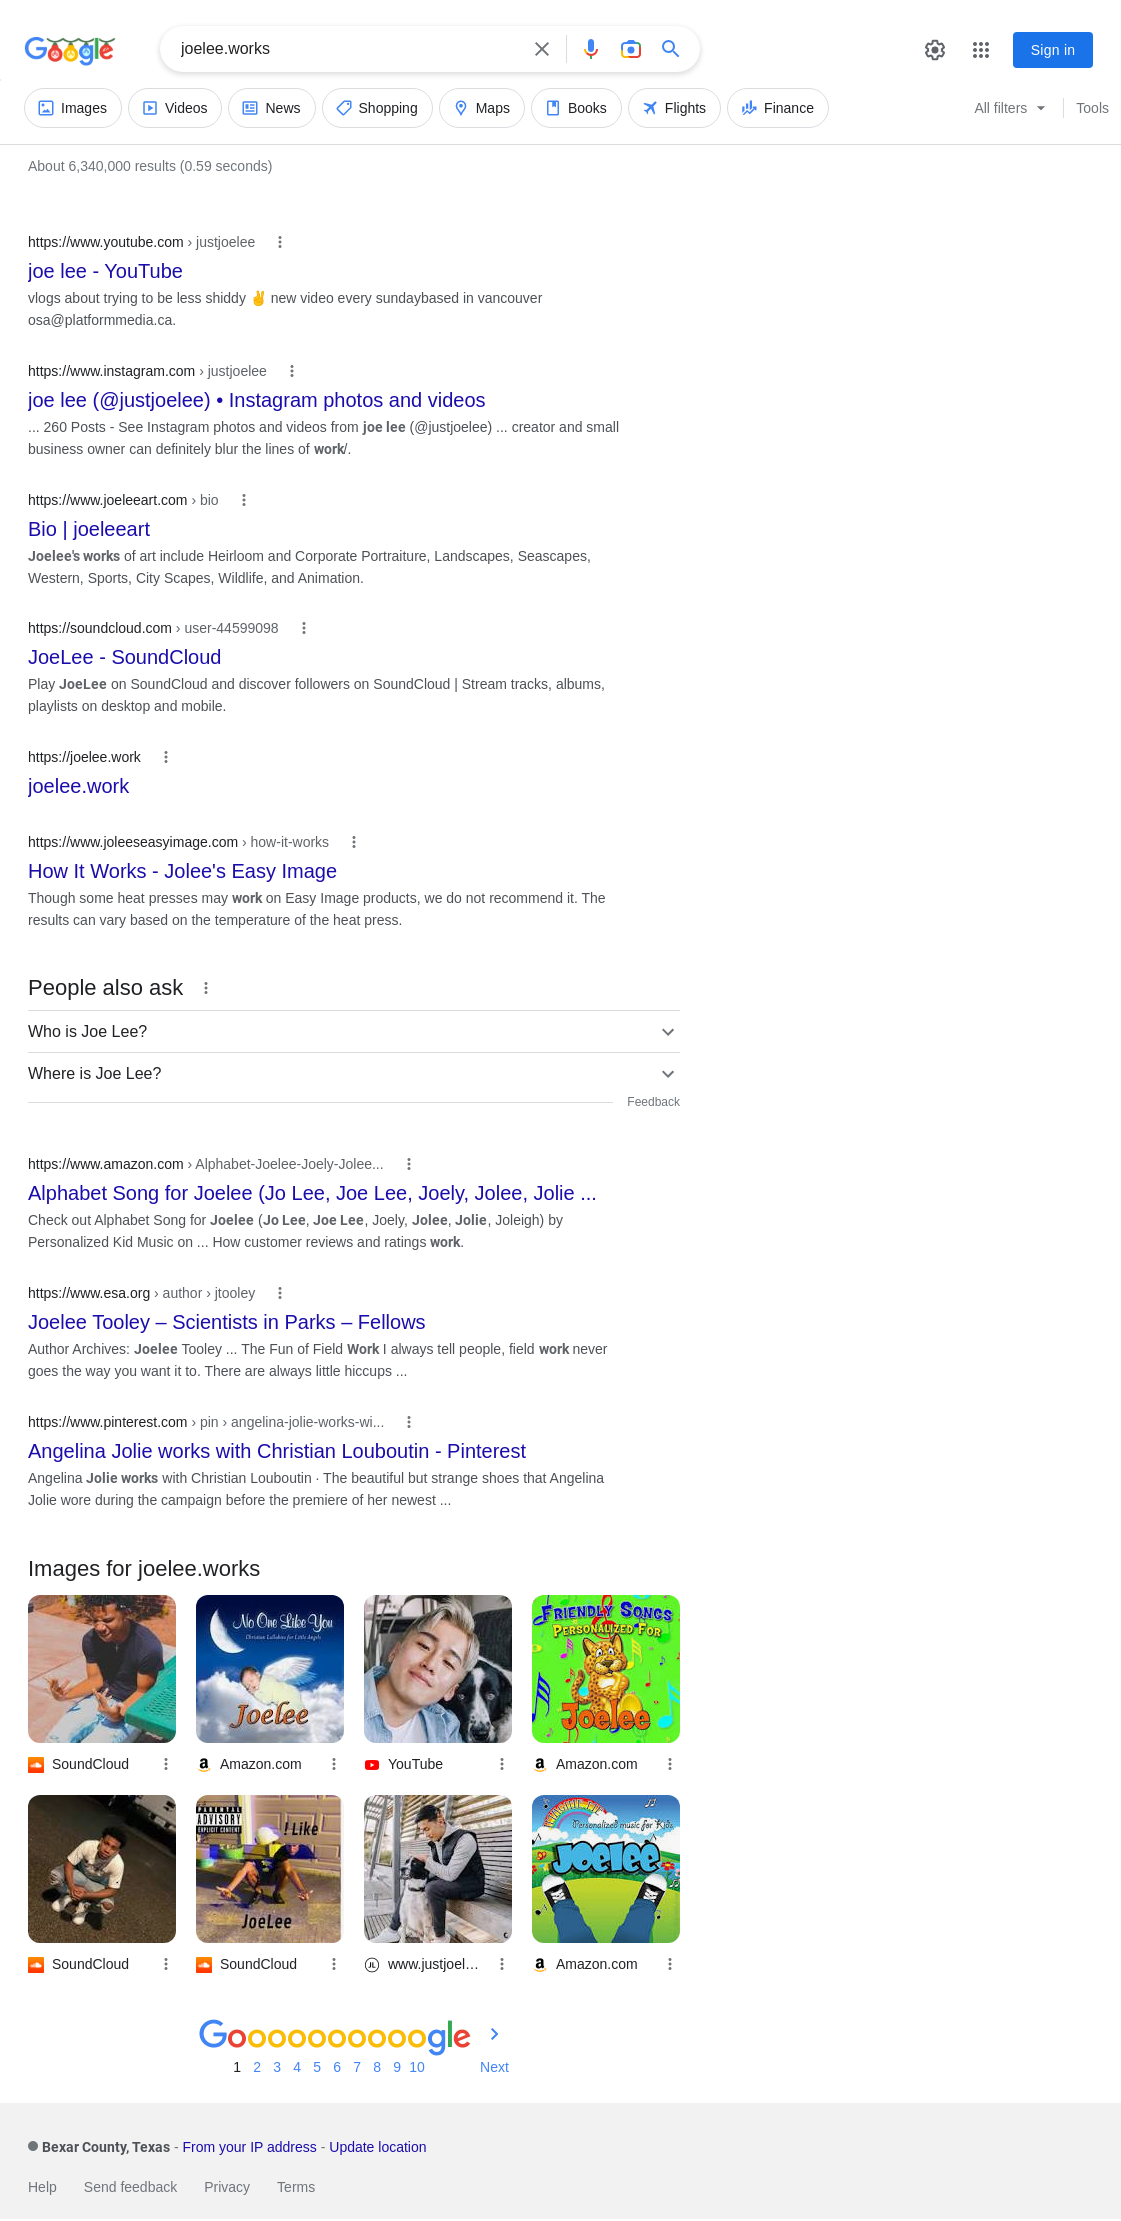 Google
joelee.works
Sign in
Images
Videos
News
Shopping
Maps
Books
Flights
Finance
All filters
Tools
About 6,340,000 results (0.59 seconds)
https://www.youtube.com › justjoelee
joe lee - YouTube
vlogs about trying to be less shiddy ✌ new video every sundaybased in vancouver
osa@platformmedia.ca.
https://www.instagram.com › justjoelee
joe lee (@justjoelee) • Instagram photos and videos
... 260 Posts - See Instagram photos and videos from joe lee (@justjoelee) ... creator and small
business owner can definitely blur the lines of work/.
https://www.joeleeart.com › bio
Bio | joeleeart
Joelee's works of art include Heirloom and Corporate Portraiture, Landscapes, Seascapes,
Western, Sports, City Scapes, Wildlife, and Animation.
https://soundcloud.com › user-44599098
JoeLee - SoundCloud
Play JoeLee on SoundCloud and discover followers on SoundCloud | Stream tracks, albums,
playlists on desktop and mobile.
https://joelee.work
joelee.work
https://www.joleeseasyimage.com › how-it-works
How It Works - Jolee's Easy Image
Though some heat presses may work on Easy Image products, we do not recommend it. The
results can vary based on the temperature of the heat press.
People also ask
Who is Joe Lee?
Where is Joe Lee?
Feedback
https://www.amazon.com › Alphabet-Joelee-Joely-Jolee...
Alphabet Song for Joelee (Jo Lee, Joe Lee, Joely, Jolee, Jolie ...
Check out Alphabet Song for Joelee (Jo Lee, Joe Lee, Joely, Jolee, Jolie, Joleigh) by
Personalized Kid Music on ... How customer reviews and ratings work.
https://www.esa.org › author › jtooley
Joelee Tooley – Scientists in Parks – Fellows
Author Archives: Joelee Tooley ... The Fun of Field Work I always tell people, field work never
goes the way you want it to. There are always little hiccups ...
https://www.pinterest.com › pin › angelina-jolie-works-wi...
Angelina Jolie works with Christian Louboutin - Pinterest
Angelina Jolie works with Christian Louboutin · The beautiful but strange shoes that Angelina
Jolie wore during the campaign before the premiere of her newest ...
Images for joelee.works
No One Like You
Christian Lullabies for Little Angels
Joelee
Friendly Songs
Personalized For
Joelee
SoundCloud
Amazon.com
YouTube
Amazon.com
PARENTAL
ADVISORY
EXPLICIT CONTENT
I Like
JoeLee
Personalized music for Kids
JOELEE
SoundCloud
SoundCloud
JL
www.justjoel...
Amazon.com
Goooooooooogle
1 2 3 4 5 6 7 8 9 10
Next
Bexar County, Texas - From your IP address - Update location
Help
Send feedback
Privacy
Terms